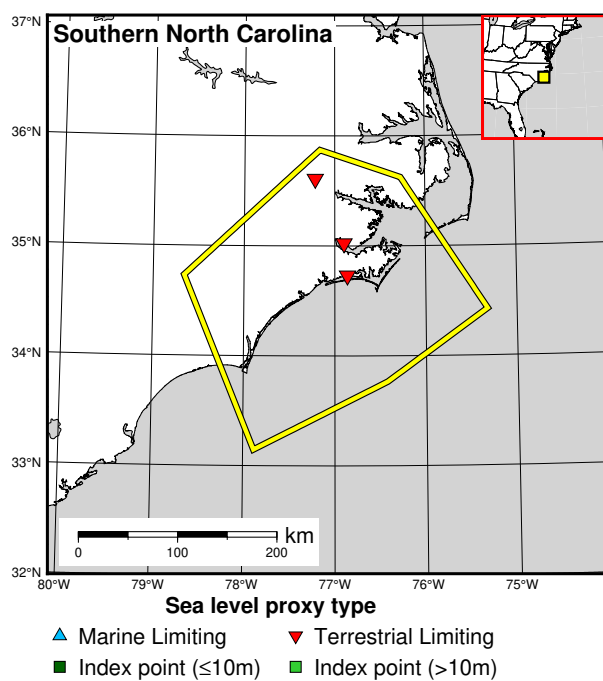 Southern North Carolina
37°N
36°N
35°N
34°N
33°N
32°N
km
0 100 200
80°W 79°W 78°W 77°W 76°W 75°W
Sea level proxy type
Marine Limiting Terrestrial Limiting
Index point (≤10m) Index point (>10m)